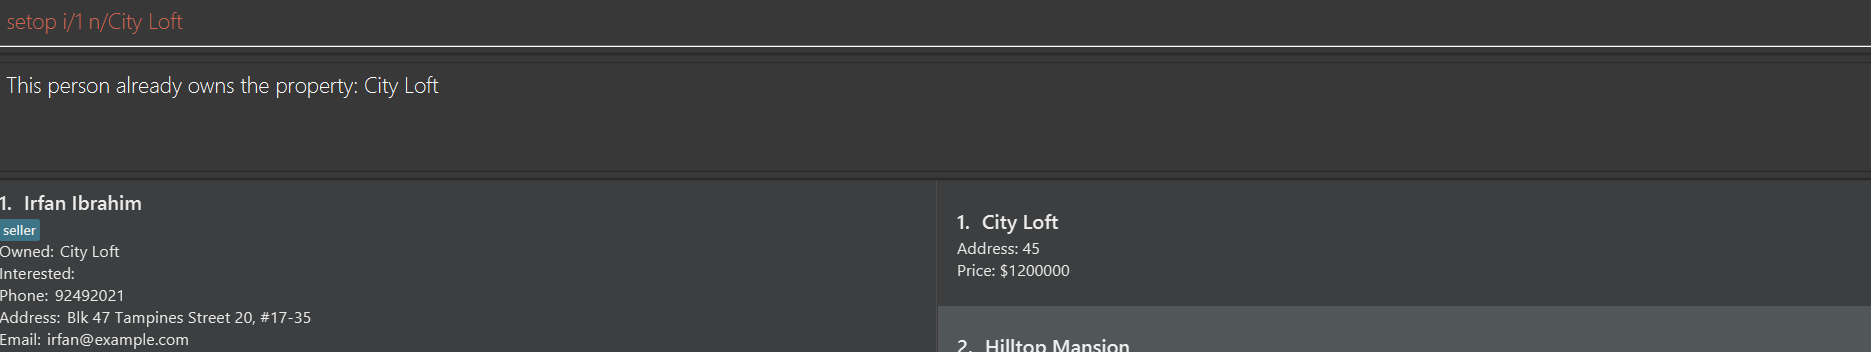 setop i/1 n/City Loft
This person already owns the property: City Loft
1. Irfan Ibrahim
seller
Owned: City Loft
Interested:
Phone: 92492021
Address: Blk 47 Tampines Street 20, #17-35
Email: irfan@example.com
1. City Loft
Address: 45
Price: $1200000
2. Hilltop Mansion